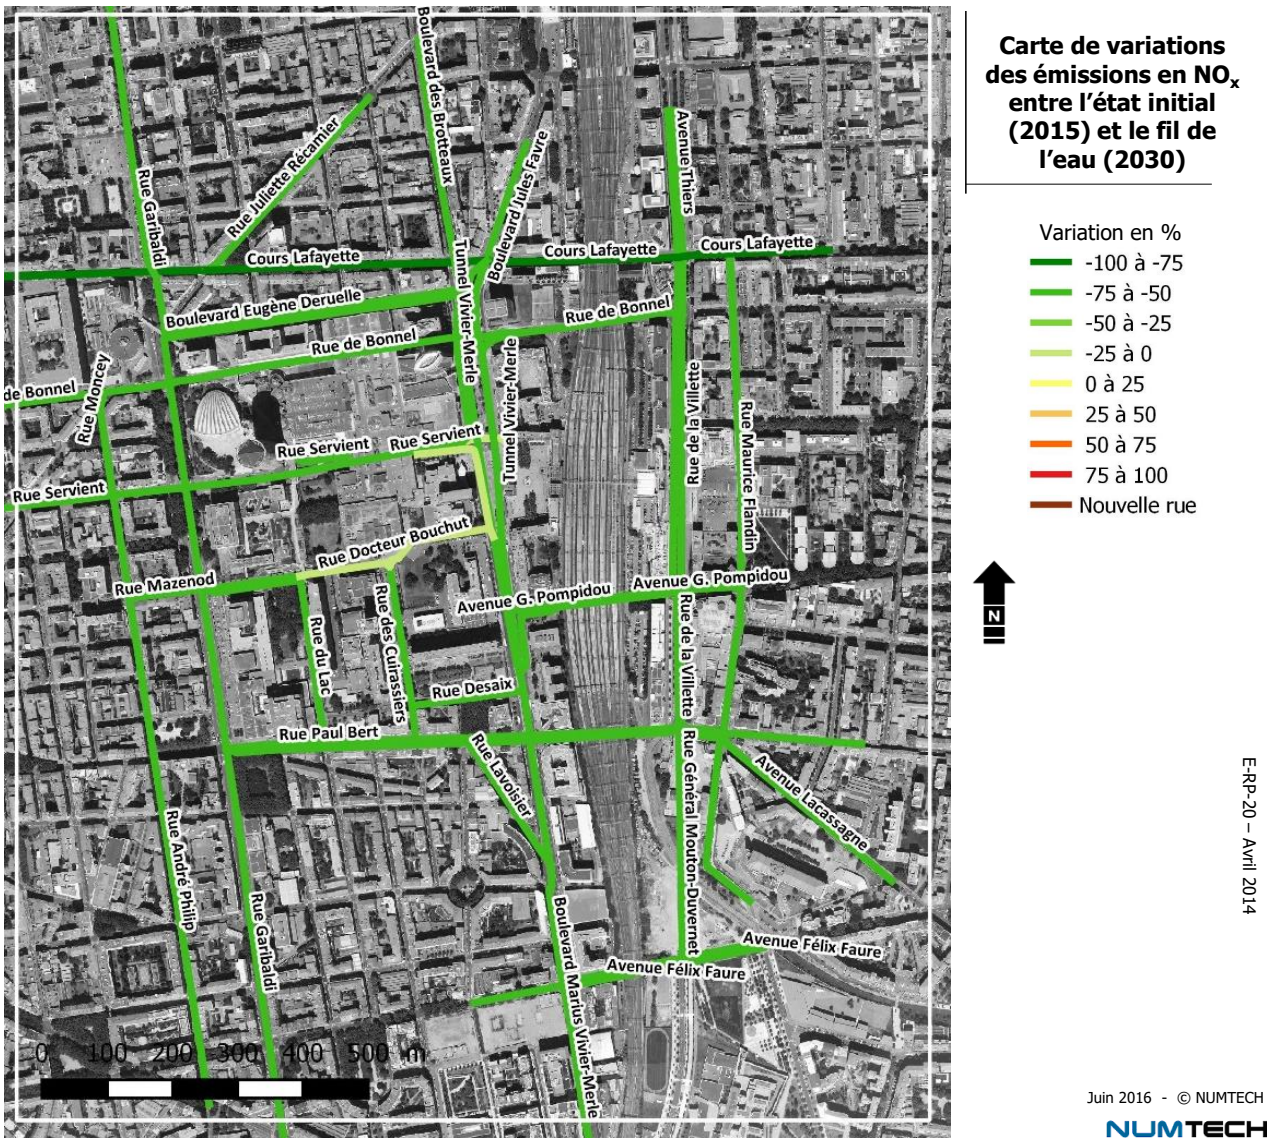 Carte de variations
des émissions en NOx
entre l'état initial
(2015) et le fil de
l'eau (2030)
Variation en %
-100 à -75
-75 à -50
-50 à -25
-25 à 0
0 à 25
25 à 50
50 à 75
75 à 100
Nouvelle rue
N
E-RP-20 – Avril 2014
Juin 2016 - © NUMTECH
NUMTECH
Boulevard des Brotteaux
Avenue Thiers
Rue Juliette Récamier
Boulevard Jules Favre
Rue Garibaldi
Cours Lafayette
Cours Lafayette
Cours Lafayette
Tunnel Vivier-Merle
Boulevard Eugène Deruelle
Rue de Bonnel
Rue de Bonnel
de Bonnel
Rue Moncey
Tunnel Vivier-Merle
Rue de la Villette
Rue Maurice Flandin
Rue Servient
Rue Servient
Rue Servient
Rue Docteur Bouchut
Rue Mazenod
Avenue G. Pompidou
Avenue G. Pompidou
Rue du Lac
Rue des Cuirassiers
Rue de la Villette
Rue Desaix
Rue Paul Bert
Rue Lavoisier
Rue Général Mouton-Duvernet
Avenue Lacassagne
Rue André Philip
Rue Garibaldi
Boulevard Marius Vivier-Merle
Avenue Félix Faure
Avenue Félix Faure
0 100 200 300 400 500 m